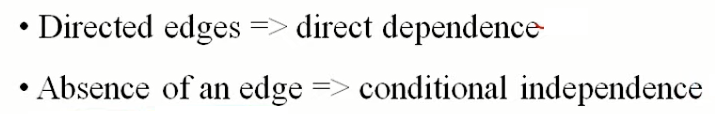 • Directed edges => direct dependence
• Absence of an edge => conditional independence